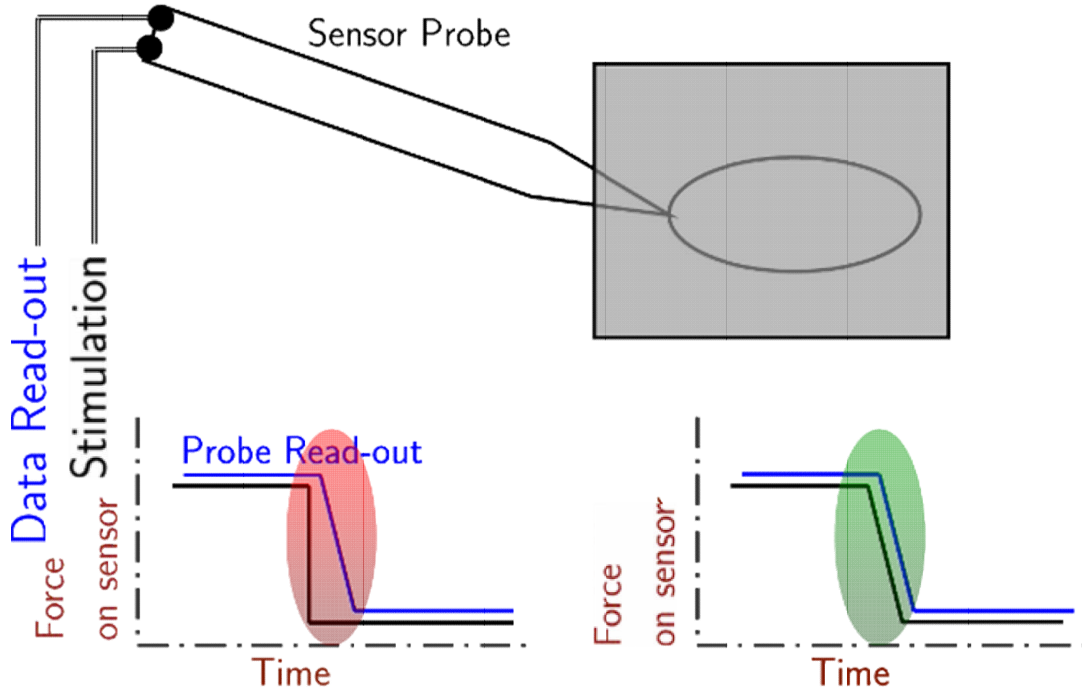 Sensor Probe
Data Read-out
Stimulation
Probe Read-out
Force
on sensor
Time
Force
on sensor
Time